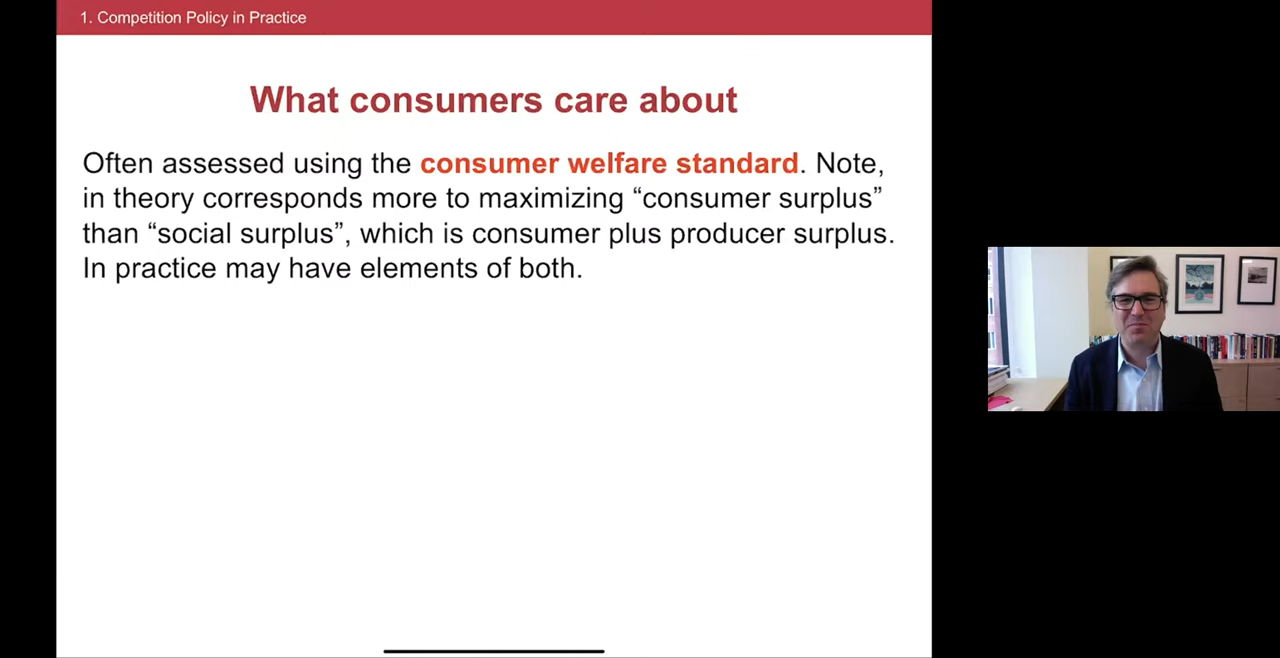 1. Competition Policy in Practice
What consumers care about
Often assessed using the consumer welfare standard. Note,
in theory corresponds more to maximizing “consumer surplus”
than “social surplus”, which is consumer plus producer surplus.
In practice may have elements of both.